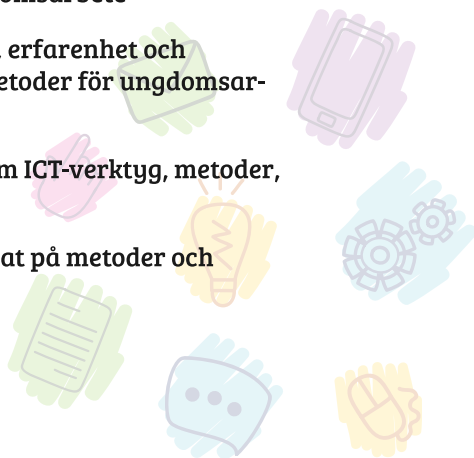 erfarenhet och
etoder för ungdomsar-
m ICT-verktyg, metoder,
at på metoder och